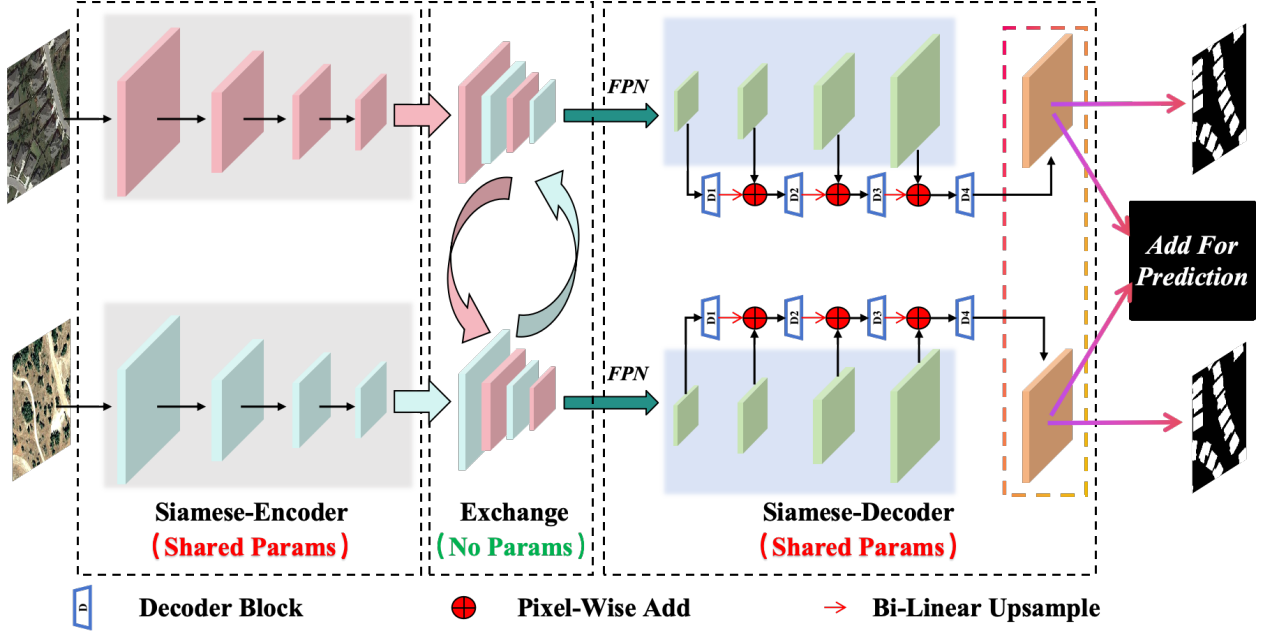 FPN
D1 D2 D3 D4
Add For
Prediction
D1 D2 D3 D4
FPN
Siamese-Encoder
(Shared Params)
Exchange
(No Params)
Siamese-Decoder
(Shared Params)
D Decoder Block
Pixel-Wise Add
Bi-Linear Upsample